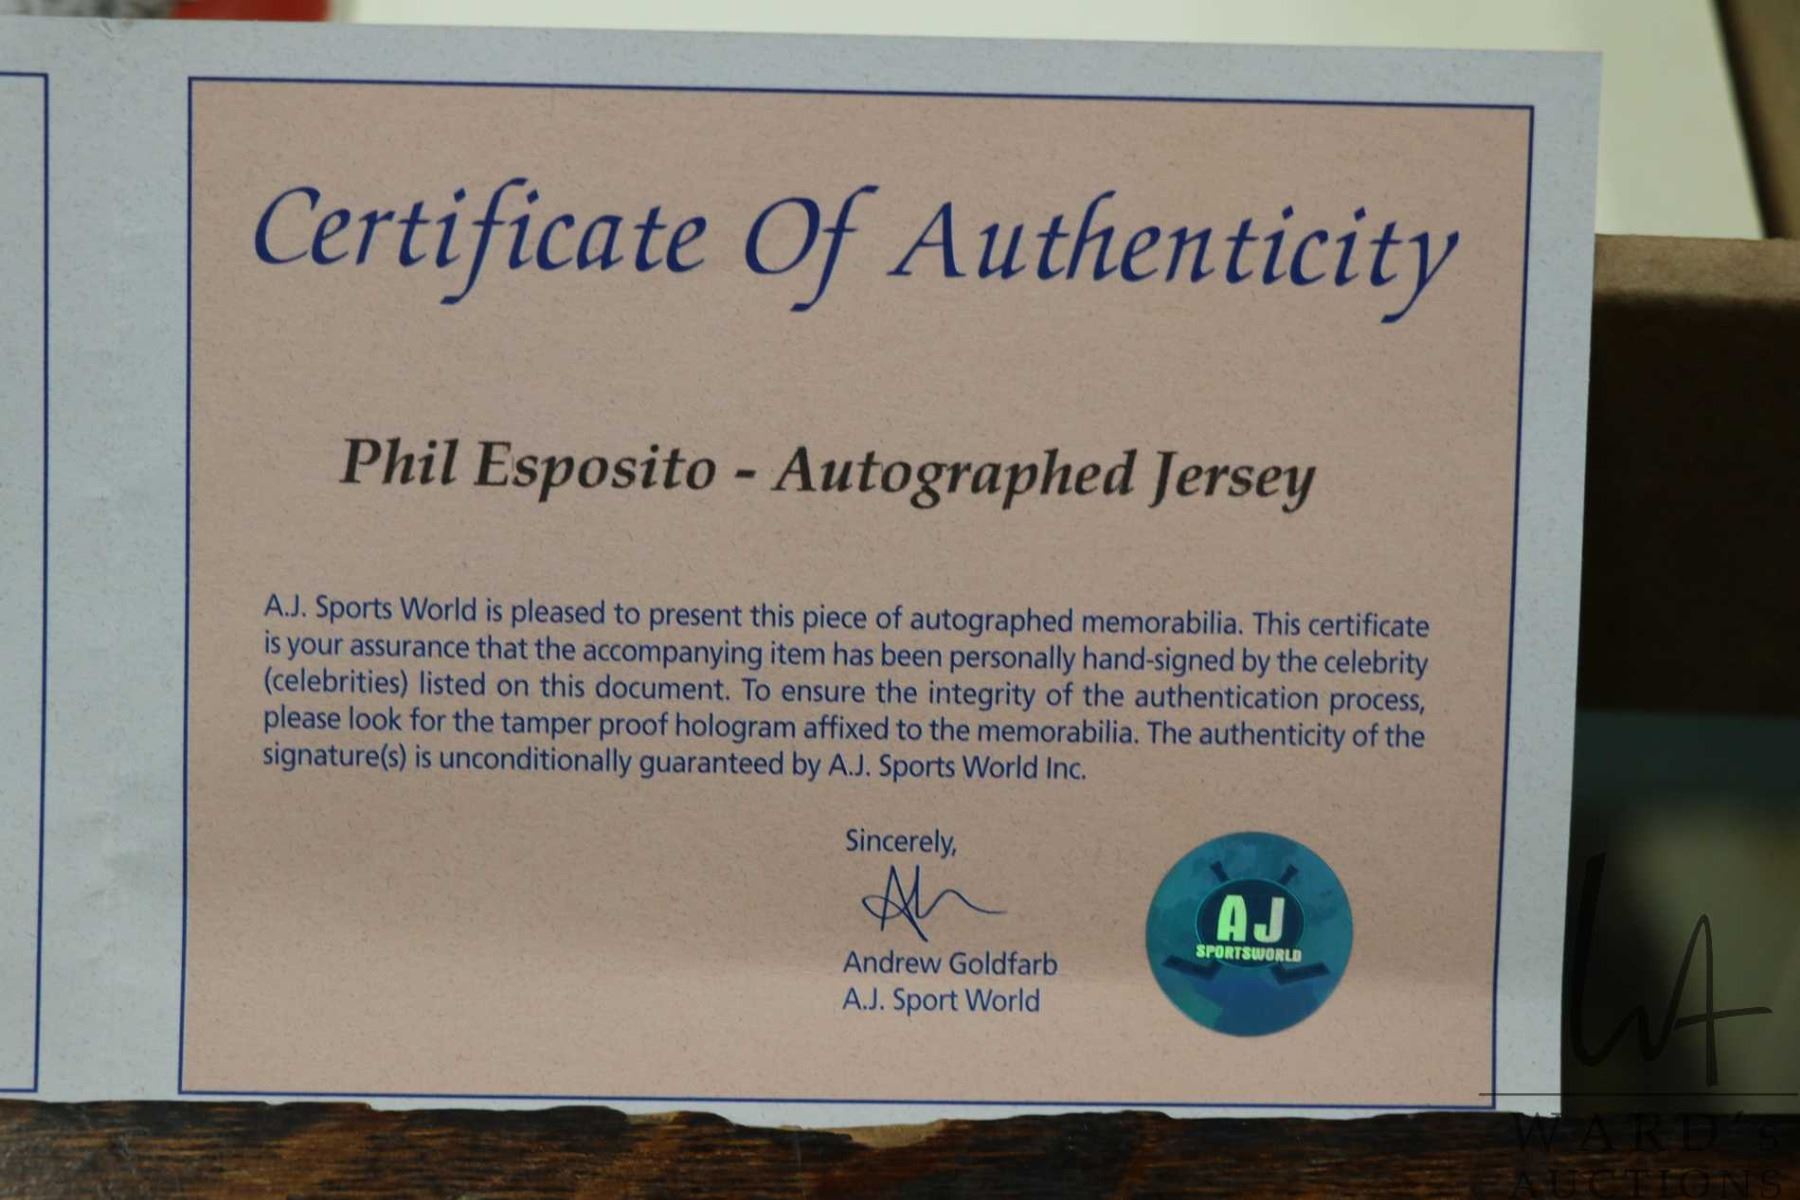 Certificate Of Authenticity
Phil Esposito - Autographed Jersey
A.J. Sports World is pleased to present this piece of autographed memorabilia. This certificate
is your assurance that the accompanying item has been personally hand-signed by the celebrity
(celebrities) listed on this document. To ensure the integrity of the authentication process,
please look for the tamper proof hologram affixed to the memorabilia. The authenticity of the
signature(s) is unconditionally guaranteed by A.J. Sports World Inc.
Sincerely,
Andrew Goldfarb
A.J. Sport World
AJ
SPORTSWORLD
WA
WARD'S
AUCTIONS